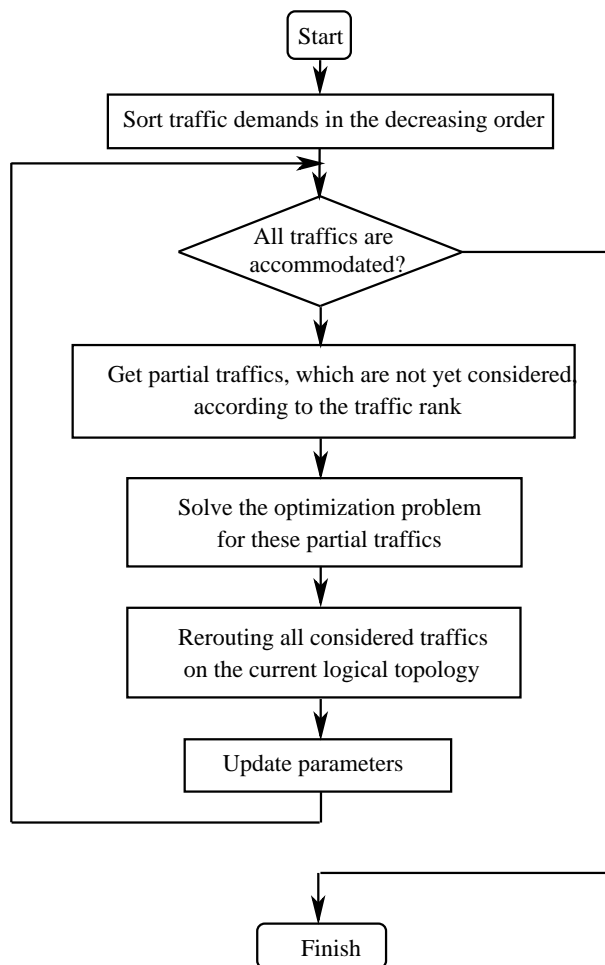 Start
Sort traffic demands in the decreasing order
All traffics are
accommodated?
Get partial traffics, which are not yet considered,
according to the traffic rank
Solve the optimization problem
for these partial traffics
Rerouting all considered traffics
on the current logical topology
Update parameters
Finish